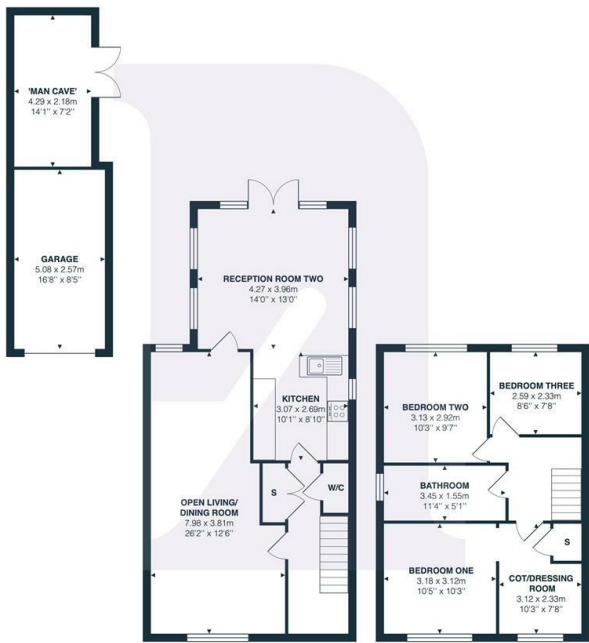 'MAN CAVE'
4.29 x 2.18m
14'1'' x 7'2''
GARAGE
5.08 x 2.57m
16'8'' x 8'5''
RECEPTION ROOM TWO
4.27 x 3.96m
14'0'' x 13'0''
KITCHEN
3.07 x 2.69m
10'1'' x 8'10''
S
W/C
OPEN LIVING/
DINING ROOM
7.98 x 3.81m
26'2'' x 12'6''
BEDROOM TWO
3.13 x 2.92m
10'3'' x 9'7''
BEDROOM THREE
2.59 x 2.33m
8'6'' x 7'8''
BATHROOM
3.45 x 1.55m
11'4'' x 5'1''
S
BEDROOM ONE
3.18 x 3.12m
10'5'' x 10'3''
COT/DRESSING
ROOM
3.12 x 2.33m
10'3'' x 7'8''